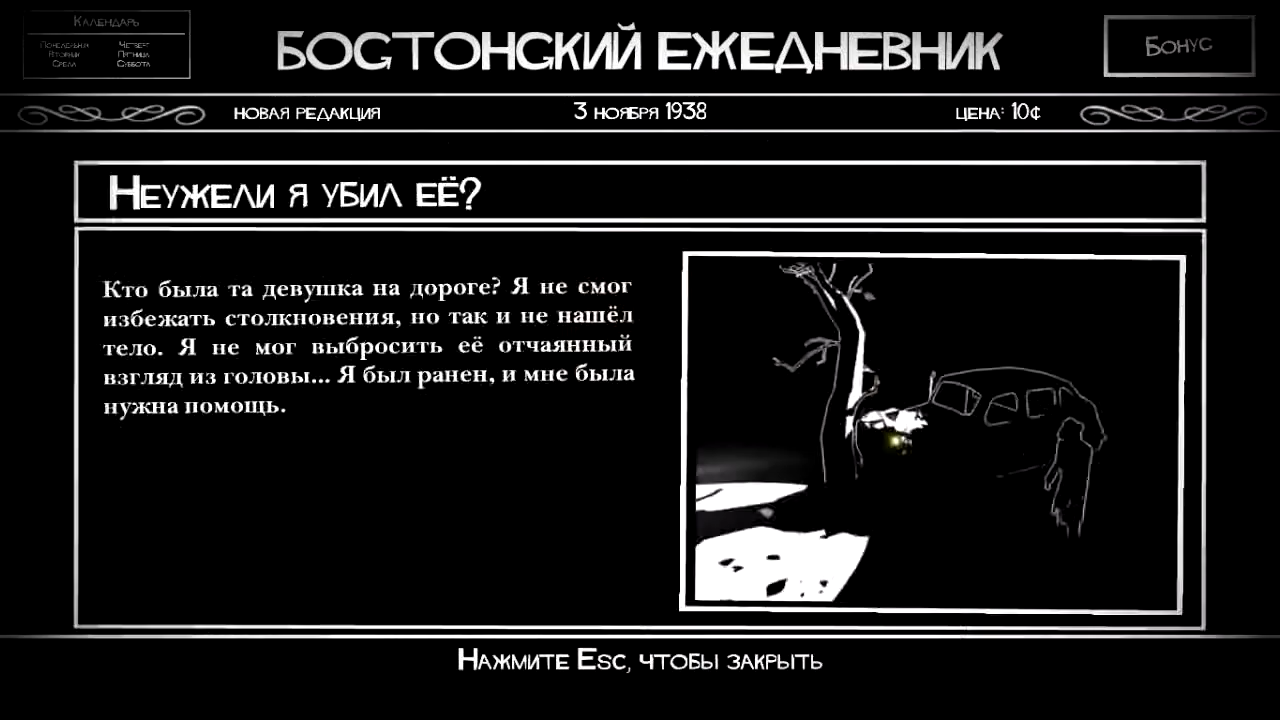 Календарь
Понедельник Четверг
Вторник Пятница
Среда Суббота
БОСТОНСКИЙ ЕЖЕДНЕВНИК
Бонус
НОВАЯ РЕДАКЦИЯ 3 НОЯБРЯ 1938 ЦЕНА: 10¢
Неужели я убил её?
Кто была та девушка на дороге? Я не смог
избежать столкновения, но так и не нашёл
тело. Я не мог выбросить её отчаянный
взгляд из головы... Я был ранен, и мне была
нужна помощь.
Нажмите Esc, чтобы закрыть